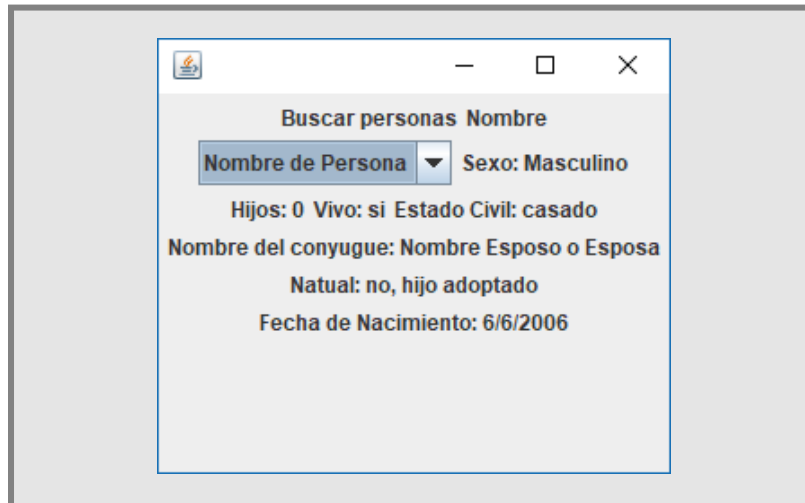 Buscar personas Nombre
Nombre de Persona Sexo: Masculino
Hijos: 0 Vivo: si Estado Civil: casado
Nombre del conyugue: Nombre Esposo o Esposa
Natual: no, hijo adoptado
Fecha de Nacimiento: 6/6/2006